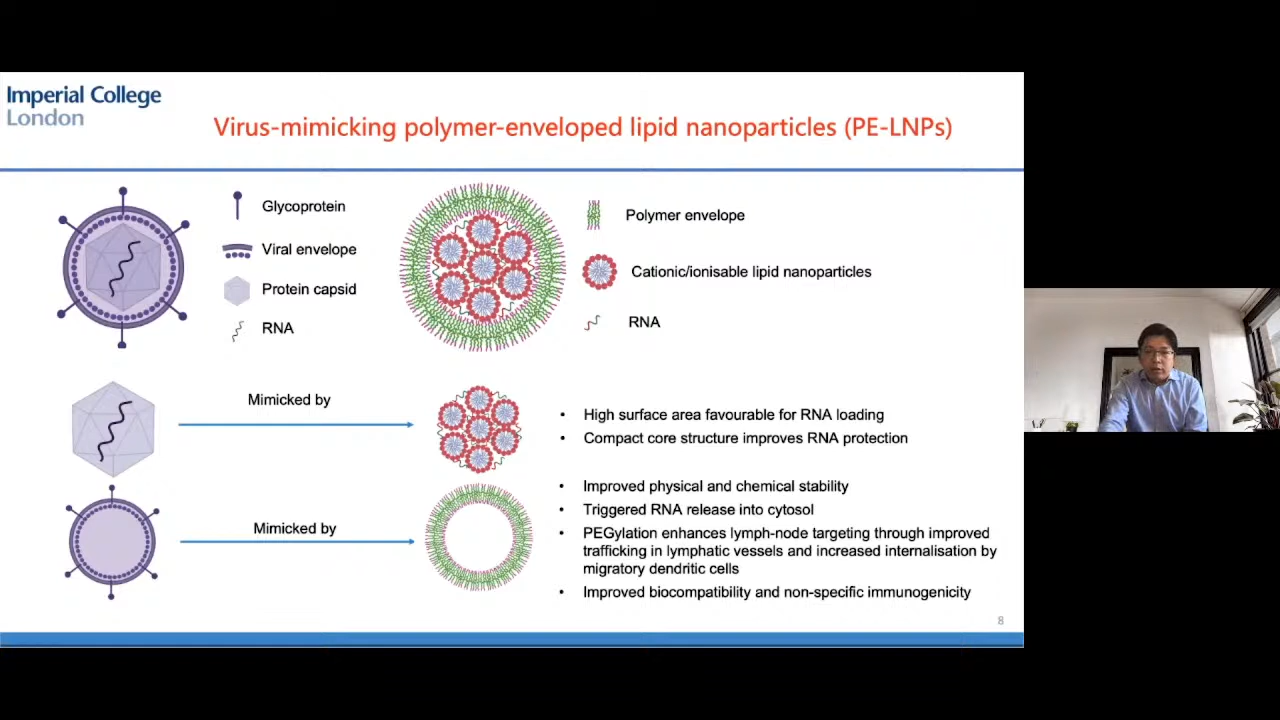 Imperial College
London
Virus-mimicking polymer-enveloped lipid nanoparticles (PE-LNPs)
Glycoprotein
Viral envelope
Protein capsid
RNA
Polymer envelope
Cationic/ionisable lipid nanoparticles
RNA
Mimicked by
• High surface area favourable for RNA loading
• Compact core structure improves RNA protection
Mimicked by
• Improved physical and chemical stability
• Triggered RNA release into cytosol
• PEGylation enhances lymph-node targeting through improved
trafficking in lymphatic vessels and increased internalisation by
migratory dendritic cells
• Improved biocompatibility and non-specific immunogenicity
8